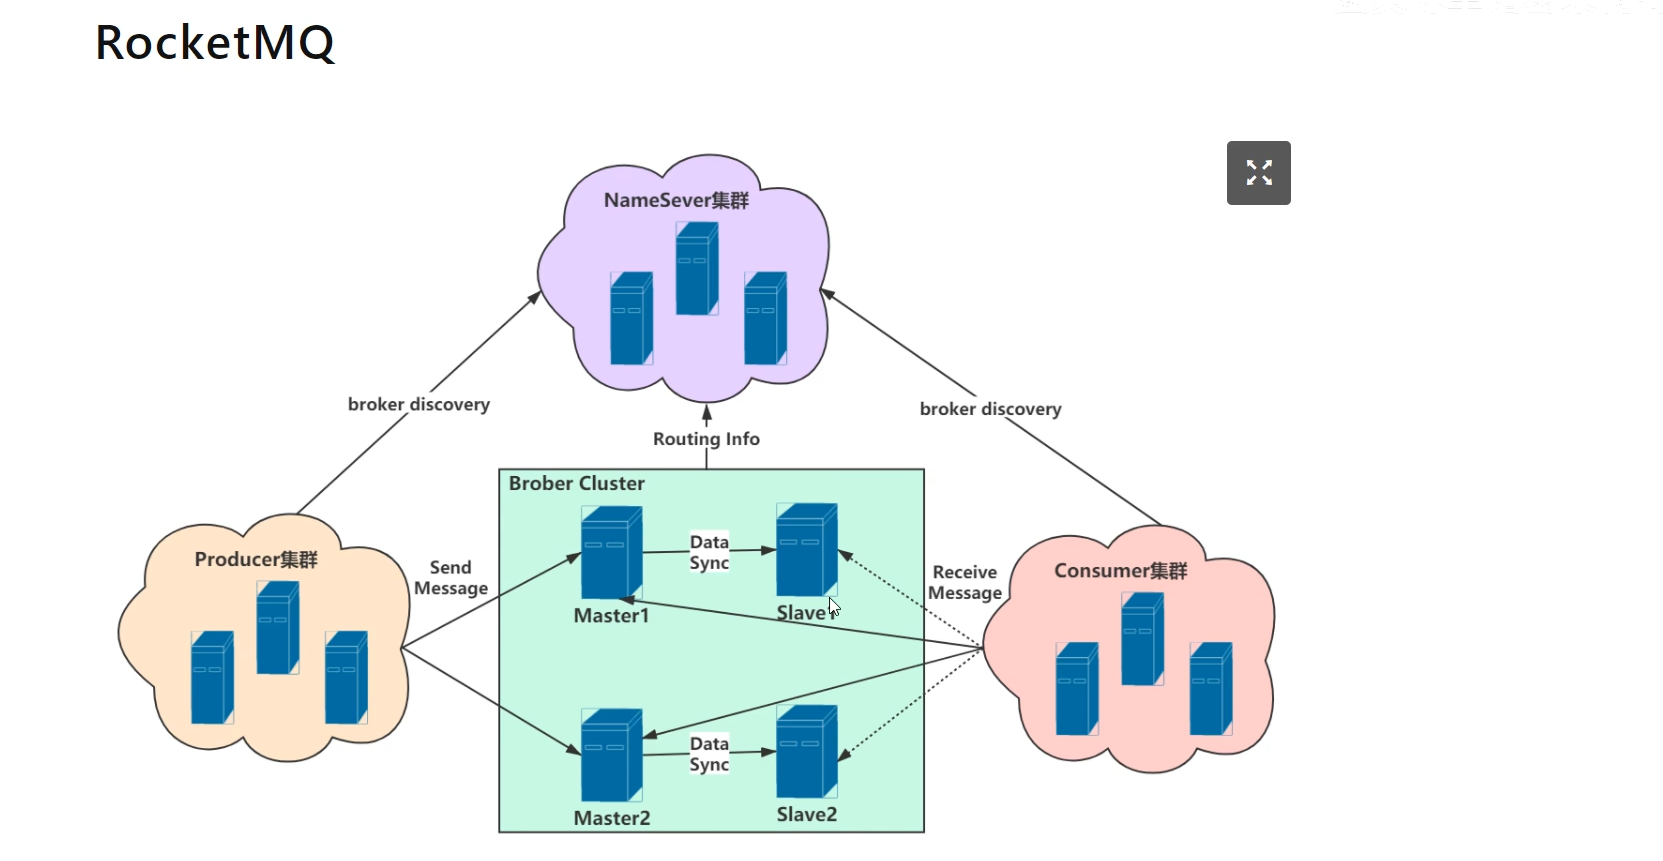 RocketMQ
NameSever集群
broker discovery
broker discovery
Routing Info
Brober Cluster
Producer集群
Send
Message
Data
Sync
Master1
Slave1
Receive
Message
Consumer集群
Data
Sync
Master2
Slave2